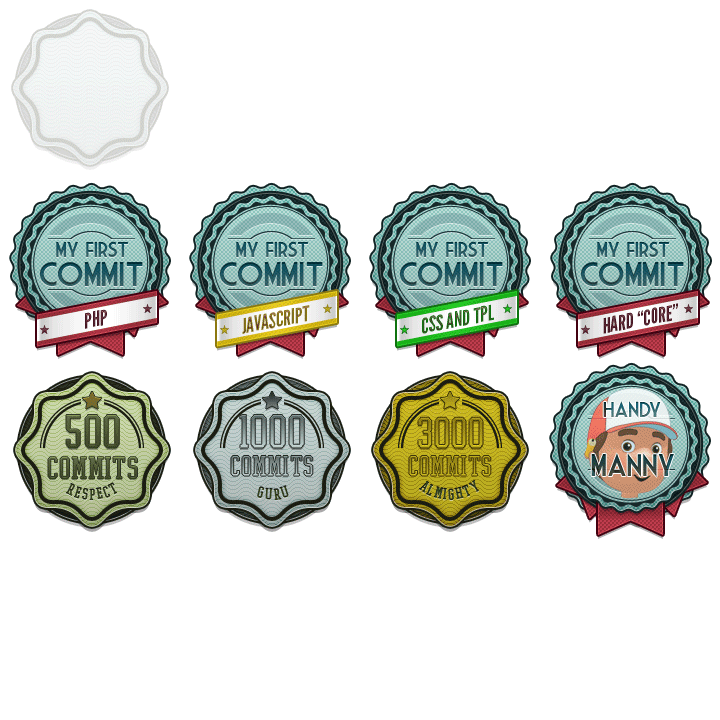 MY FIRST
COMMIT
PHP
MY FIRST
COMMIT
JAVASCRIPT
MY FIRST
COMMIT
CSS AND TPL
MY FIRST
COMMIT
HARD “CORE”
500
COMMITS
RESPECT
1000
COMMITS
GURU
3000
COMMITS
ALMIGHTY
HANDY
MANNY